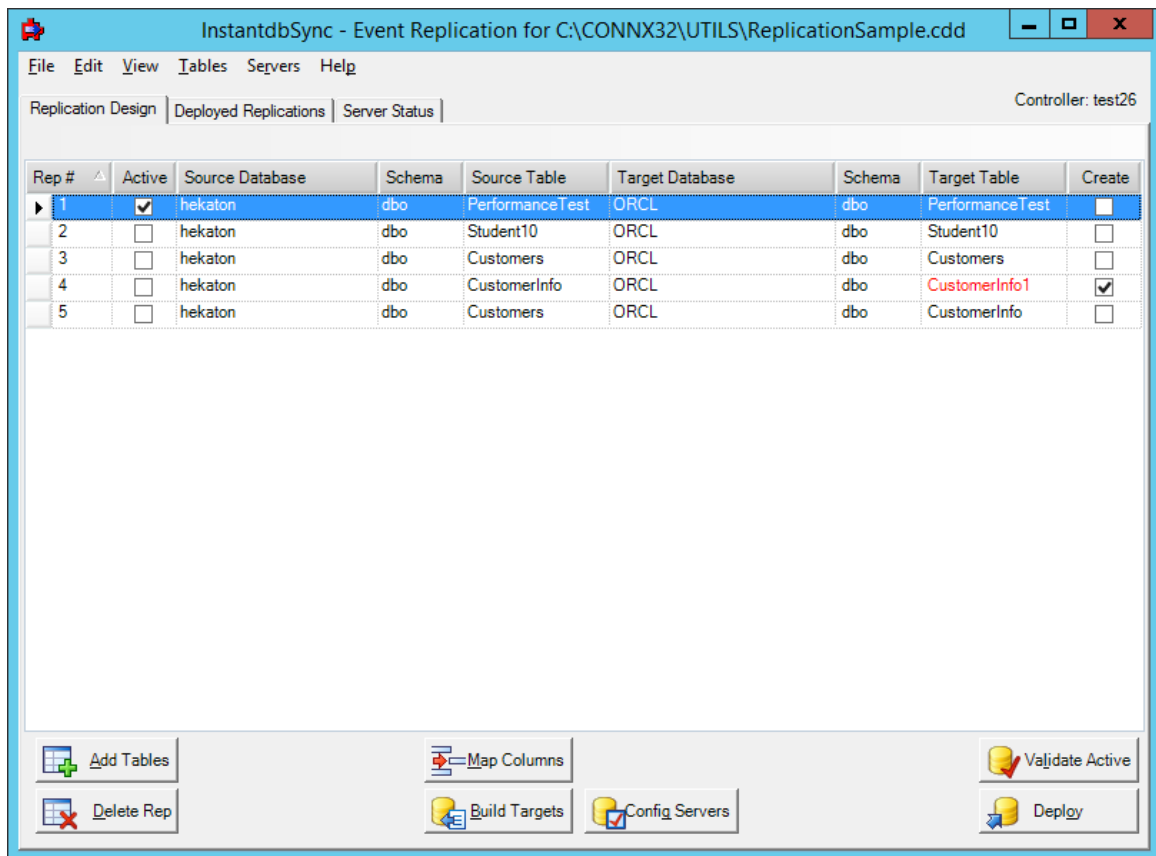 InstantdbSync - Event Replication for C:\CONNX32\UTILS\ReplicationSample.cdd
File Edit View Tables Servers Help
Replication Design Deployed Replications Server Status Controller: test26
Rep # Active Source Database Schema Source Table Target Database Schema Target Table Create
1 hekaton dbo PerformanceTest ORCL dbo PerformanceTest
2 hekaton dbo Student10 ORCL dbo Student10
3 hekaton dbo Customers ORCL dbo Customers
4 hekaton dbo CustomerInfo ORCL dbo CustomerInfo1
5 hekaton dbo Customers ORCL dbo CustomerInfo
Add Tables Map Columns Validate Active
Delete Rep Build Targets Config Servers Deploy